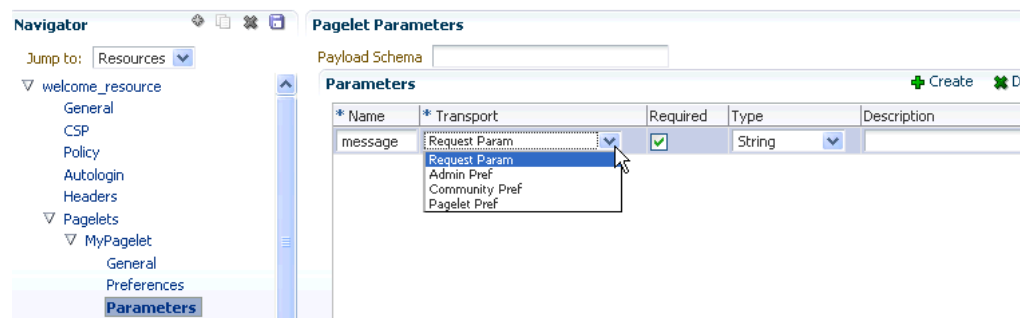 Navigator
Pagelet Parameters
Jump to: Resources
Payload Schema
welcome_resource
Parameters
Create
D
General
* Name * Transport Required Type Description
CSP
message Request Param String
Policy
Request Param
Autologin
Admin Pref
Headers
Community Pref
Pagelets
Pagelet Pref
MyPagelet
General
Preferences
Parameters